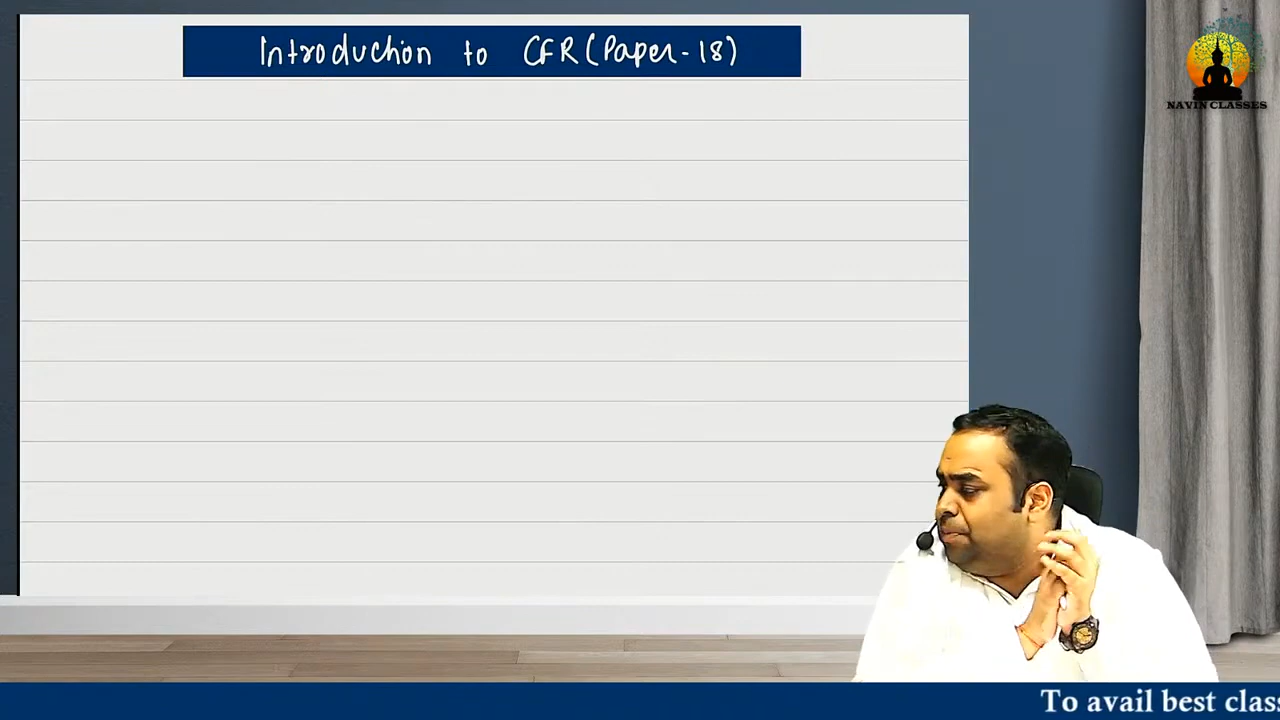 Introduction to CFR (Paper-18)
NAVIN CLASSES
To avail best class